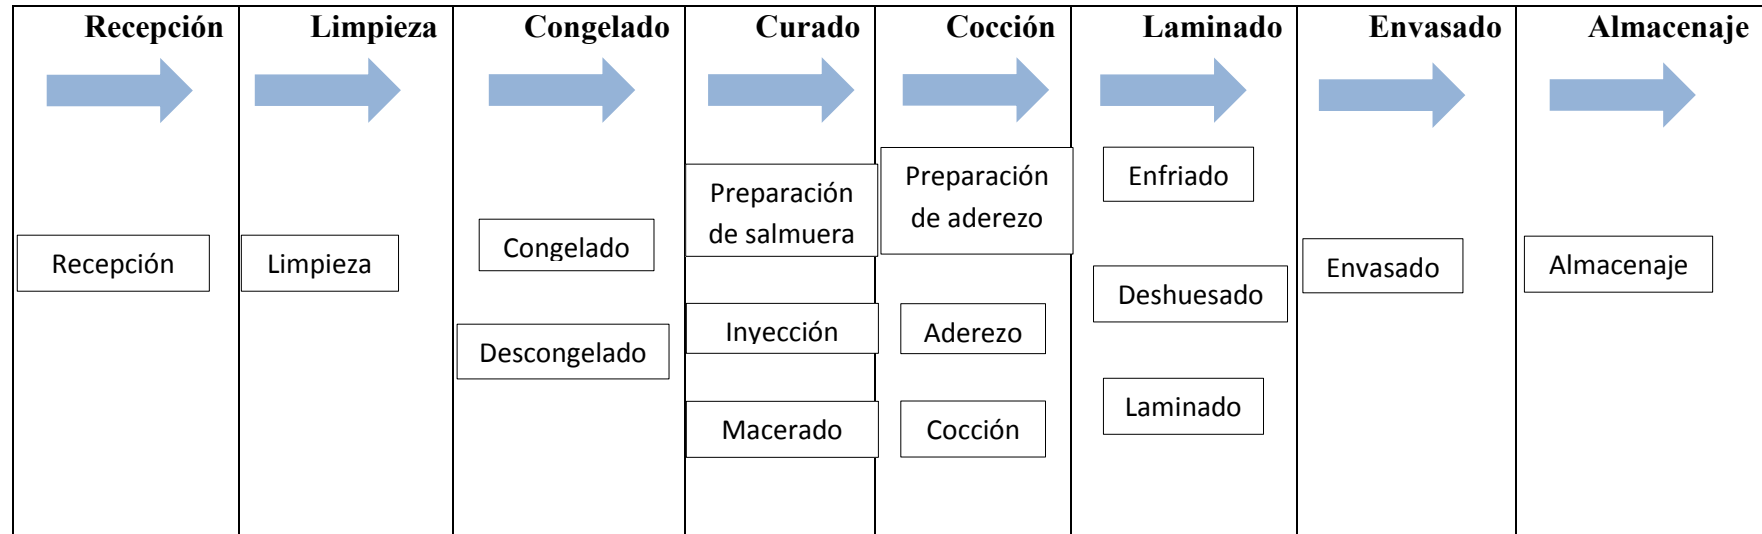 Recepción
Limpieza
Congelado
Curado
Cocción
Laminado
Envasado
Almacenaje
Recepción
Limpieza
Congelado
Descongelado
Preparación
de salmuera
Inyección
Macerado
Preparación
de aderezo
Aderezo
Cocción
Enfriado
Deshuesado
Laminado
Envasado
Almacenaje